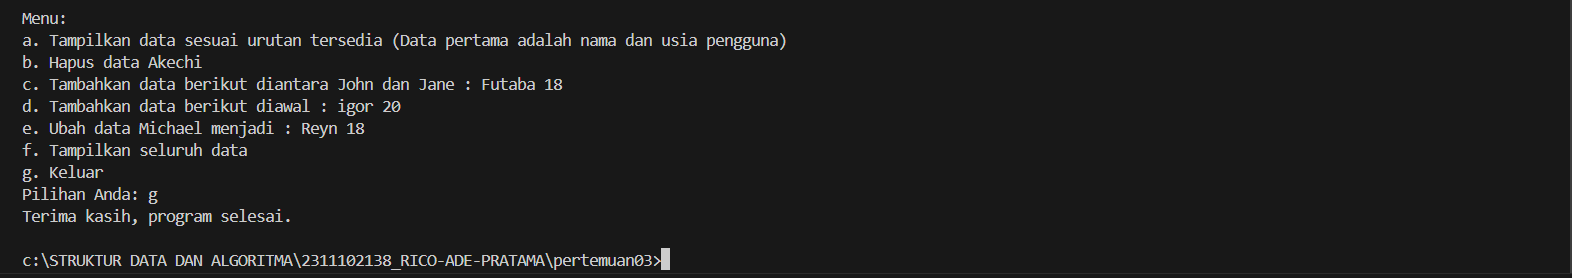 Menu:
a. Tampilkan data sesuai urutan tersedia (Data pertama adalah nama dan usia pengguna)
b. Hapus data Akechi
c. Tambahkan data berikut diantara John dan Jane : Futaba 18
d. Tambahkan data berikut diawal : igor 20
e. Ubah data Michael menjadi : Reyn 18
f. Tampilkan seluruh data
g. Keluar
Pilihan Anda: g
Terima kasih, program selesai.
c:\STRUKTUR DATA DAN ALGORITMA\2311102138_RICO-ADE-PRATAMA\pertemuan03>